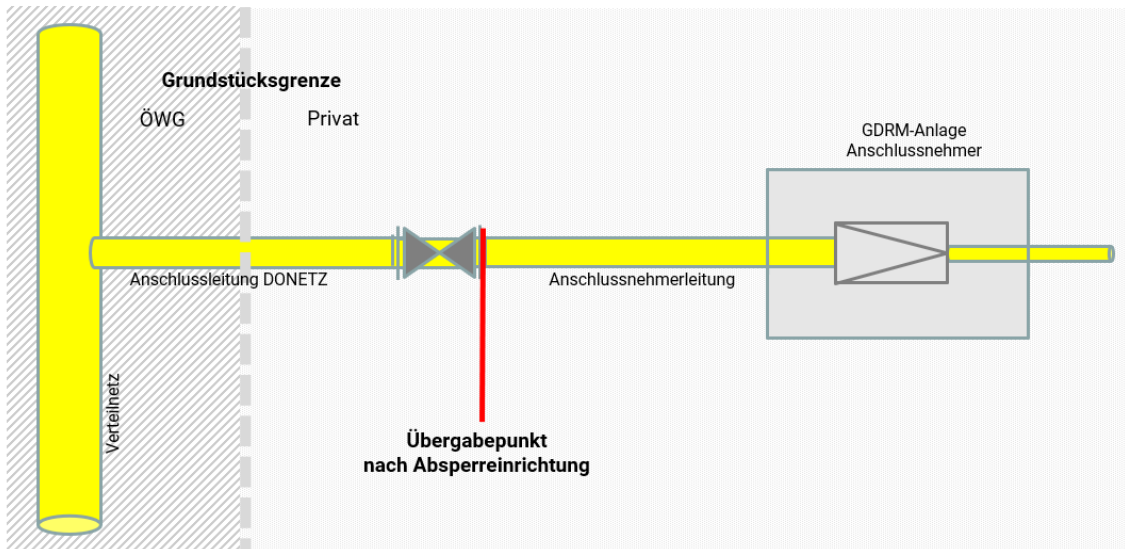 Grundstücksgrenze
ÖWG
Privat
GDRM-Anlage
Anschlussnehmer
Anschlussleitung DONETZ
Anschlussnehmerleitung
Verteilnetz
Übergabepunkt
nach Absperreinrichtung